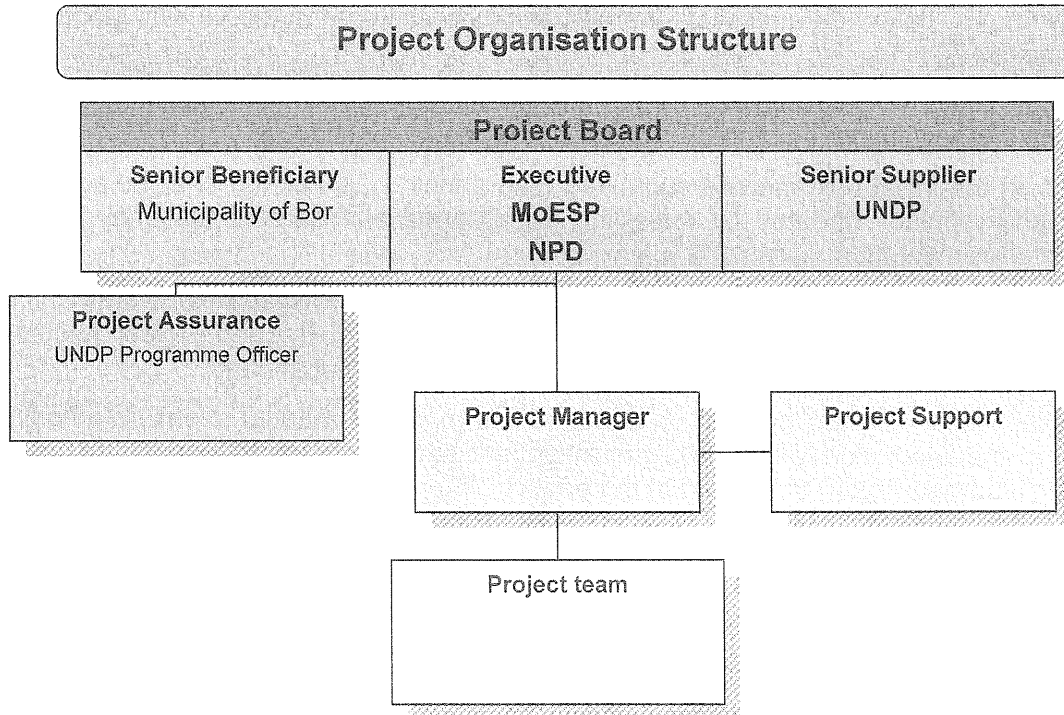 Project Organisation Structure
Project Board
Senior Beneficiary
Municipality of Bor
Executive
MoESP
NPD
Senior Supplier
UNDP
Project Assurance
UNDP Programme Officer
Project Manager
Project Support
Project team